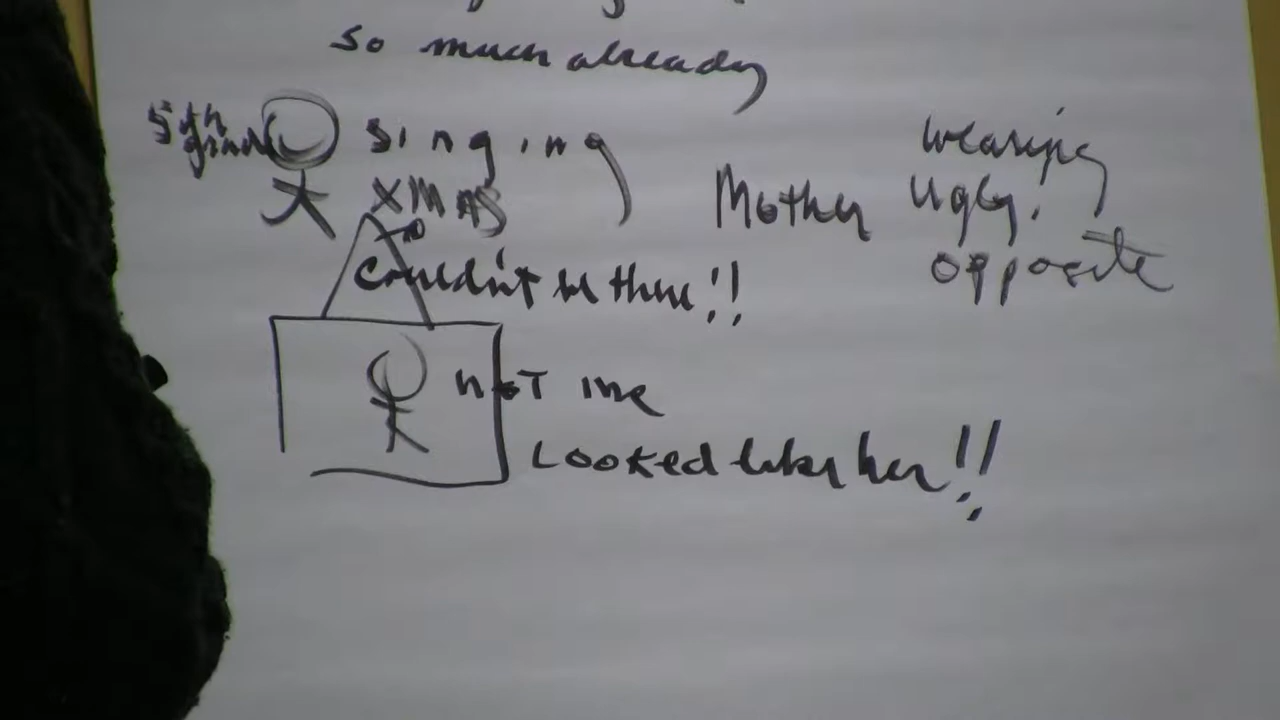 so much already
5th grade
singing
XMAS
Mother
wearing
ugly!
opposite
couldn't be there!!
not me
Looked like her!!